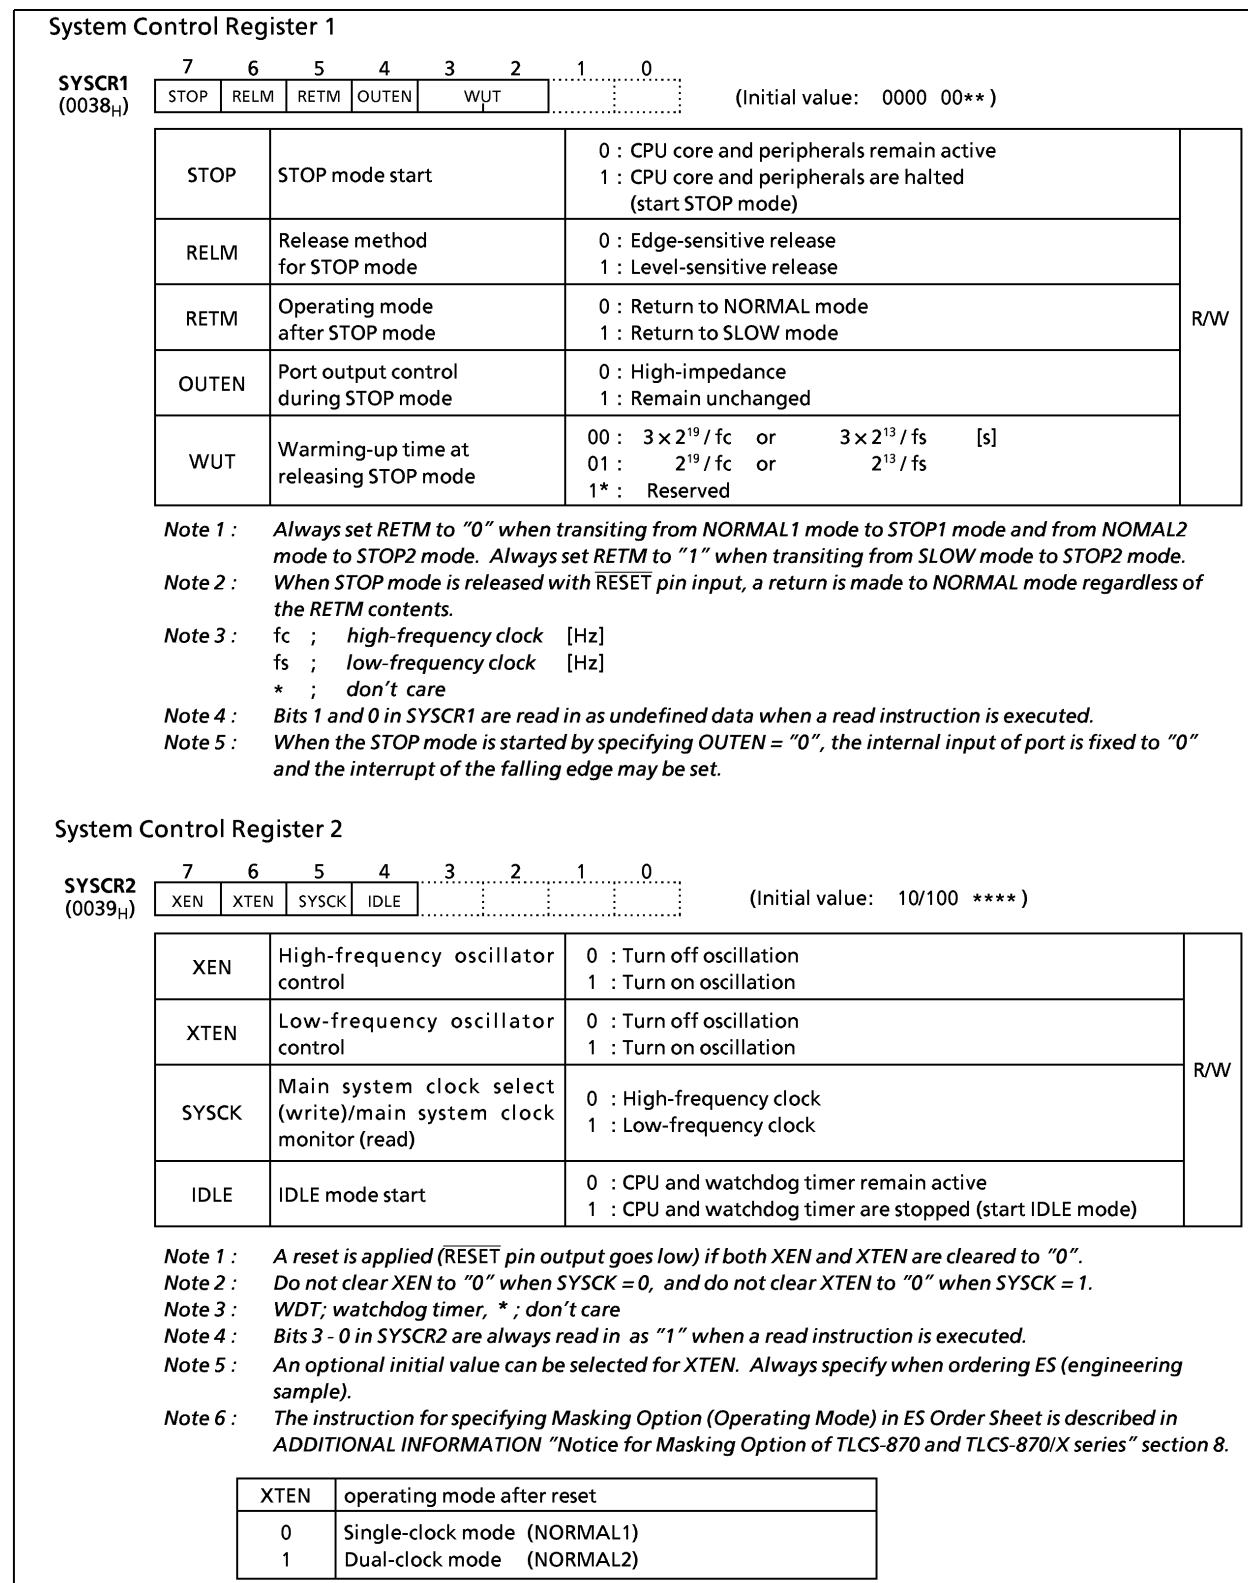 System Control Register 1
7 6 5 4 3 2 1 0
SYSCR1
(0038H)
STOP RELM RETM OUTEN WUT
(Initial value: 0000 00**)
STOP STOP mode start
0 : CPU core and peripherals remain active
1 : CPU core and peripherals are halted
(start STOP mode)
RELM
Release method
for STOP mode
0 : Edge-sensitive release
1 : Level-sensitive release
RETM
Operating mode
after STOP mode
0 : Return to NORMAL mode
1 : Return to SLOW mode
R/W
OUTEN
Port output control
during STOP mode
0 : High-impedance
1 : Remain unchanged
WUT
Warming-up time at
releasing STOP mode
00 : 3 × 2¹⁹ / fc or 3 × 2¹³ / fs [s]
01 : 2¹⁹ / fc or 2¹³ / fs
1* : Reserved
Note 1 : Always set RETM to "0" when transiting from NORMAL1 mode to STOP1 mode and from NOMAL2
mode to STOP2 mode. Always set RETM to "1" when transiting from SLOW mode to STOP2 mode.
Note 2 : When STOP mode is released with RESET pin input, a return is made to NORMAL mode regardless of
the RETM contents.
Note 3 : fc ; high-frequency clock [Hz]
fs ; low-frequency clock [Hz]
* ; don't care
Note 4 : Bits 1 and 0 in SYSCR1 are read in as undefined data when a read instruction is executed.
Note 5 : When the STOP mode is started by specifying OUTEN = "0", the internal input of port is fixed to "0"
and the interrupt of the falling edge may be set.
System Control Register 2
7 6 5 4 3 2 1 0
SYSCR2
(0039H)
XEN XTEN SYSCK IDLE
(Initial value: 10/100 ****)
XEN
High-frequency oscillator
control
0 : Turn off oscillation
1 : Turn on oscillation
XTEN
Low-frequency oscillator
control
0 : Turn off oscillation
1 : Turn on oscillation
R/W
SYSCK
Main system clock select
(write)/main system clock
monitor (read)
0 : High-frequency clock
1 : Low-frequency clock
IDLE IDLE mode start
0 : CPU and watchdog timer remain active
1 : CPU and watchdog timer are stopped (start IDLE mode)
Note 1 : A reset is applied (RESET pin output goes low) if both XEN and XTEN are cleared to "0".
Note 2 : Do not clear XEN to "0" when SYSCK = 0, and do not clear XTEN to "0" when SYSCK = 1.
Note 3 : WDT; watchdog timer, * ; don't care
Note 4 : Bits 3 - 0 in SYSCR2 are always read in as "1" when a read instruction is executed.
Note 5 : An optional initial value can be selected for XTEN. Always specify when ordering ES (engineering
sample).
Note 6 : The instruction for specifying Masking Option (Operating Mode) in ES Order Sheet is described in
ADDITIONAL INFORMATION "Notice for Masking Option of TLCS-870 and TLCS-870/X series" section 8.
XTEN operating mode after reset
0 Single-clock mode (NORMAL1)
1 Dual-clock mode (NORMAL2)